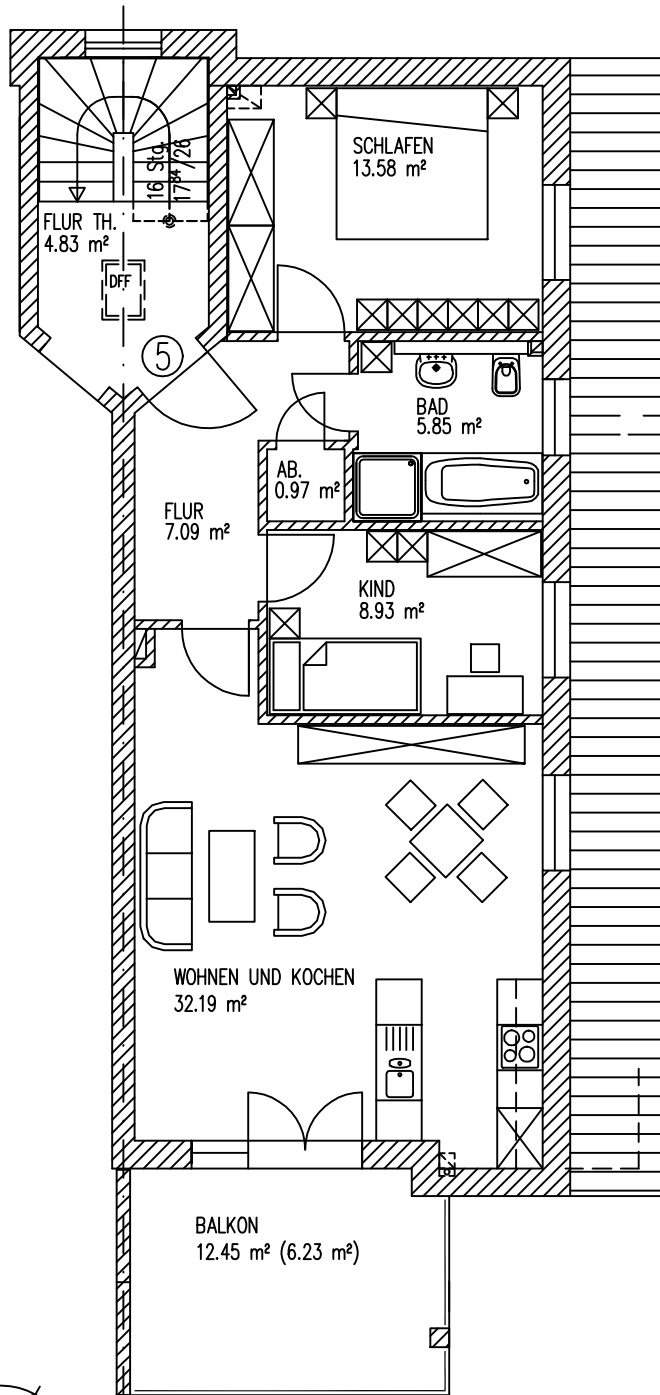 SCHLAFEN
13.58 m²
16 Stg.
17⁸⁴/26
FLUR TH.
4.83 m²
DFF
5
BAD
5.85 m²
AB.
0.97 m²
FLUR
7.09 m²
KIND
8.93 m²
WOHNEN UND KOCHEN
32.19 m²
BALKON
12.45 m² (6.23 m²)